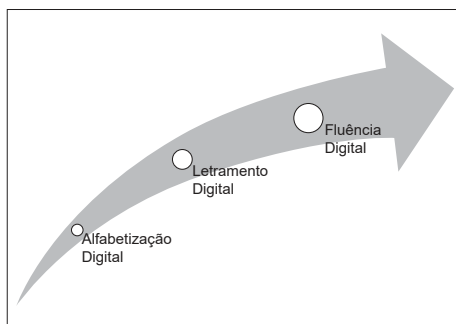 Fluência
Digital
Letramento
Digital
Alfabetização
Digital